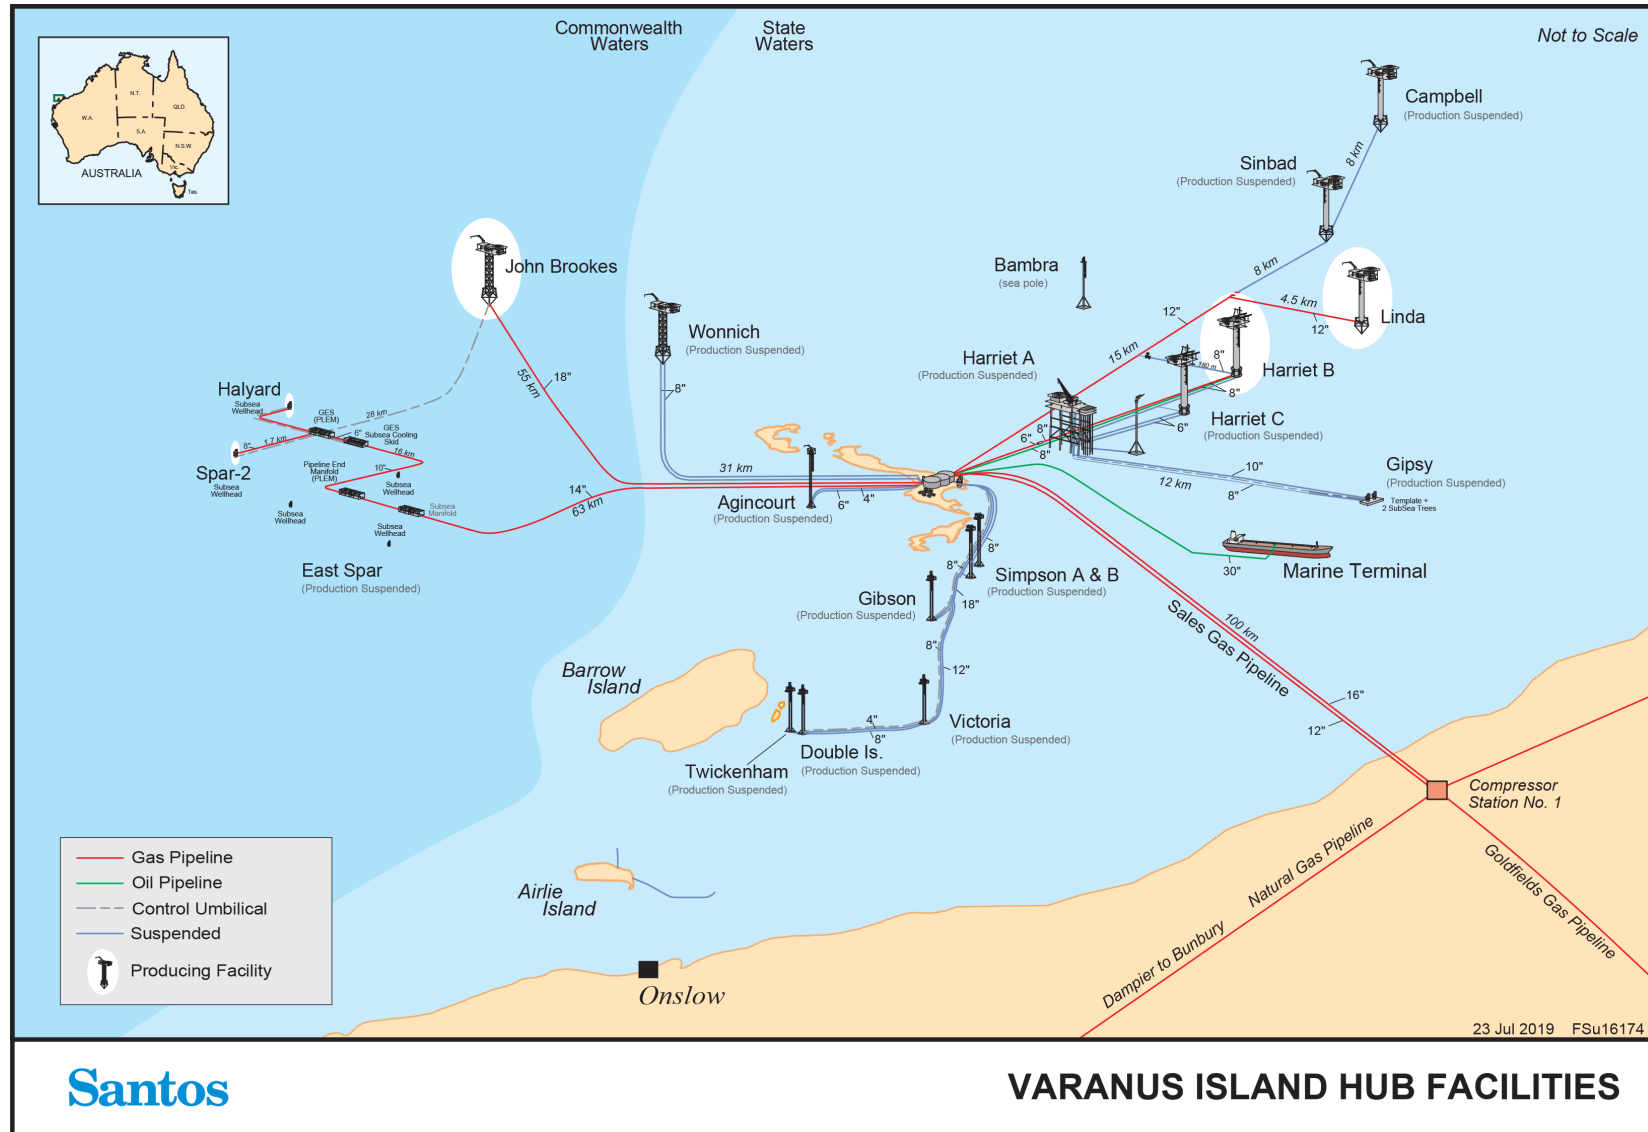 Commonwealth
Waters
State
Waters
Not to Scale
N.T.
QLD.
W.A.
S.A.
N.S.W.
Vic.
Tas.
AUSTRALIA
Campbell
(Production Suspended)
8 km
Sinbad
(Production Suspended)
8 km
Bambra
(sea pole)
4.5 km
12"
Linda
John Brookes
Wonnich
(Production Suspended)
8"
12"
15 km
Harriet A
(Production Suspended)
8"
180 m
Harriet B
8"
Harriet C
(Production Suspended)
6"
8"
6"
8"
55 km
18"
Halyard
Subsea
Wellhead
GES
(PLEM)
28 km
6"
GES
Subsea Cooling
Skid
8"
1.7 km
16 km
Spar-2
Subsea
Wellhead
Pipeline End
Manifold
(PLEM)
10"
Subsea
Wellhead
Subsea
Wellhead
Subsea
Manifold
Subsea
Wellhead
14"
63 km
East Spar
(Production Suspended)
31 km
Agincourt
(Production Suspended)
6"
4"
10"
12 km
8"
Gipsy
(Production Suspended)
Template +
2 SubSea Trees
30"
Marine Terminal
8"
8"
Simpson A & B
(Production Suspended)
18"
Gibson
(Production Suspended)
8"
12"
Sales Gas Pipeline
100 km
16"
12"
Barrow
Island
4"
8"
Victoria
(Production Suspended)
Double Is.
(Production Suspended)
Twickenham
(Production Suspended)
Compressor
Station No. 1
Dampier to Bunbury
Natural Gas Pipeline
Goldfields Gas Pipeline
Airlie
Island
Onslow
Gas Pipeline
Oil Pipeline
Control Umbilical
Suspended
Producing Facility
23 Jul 2019 FSu16174
Santos
VARANUS ISLAND HUB FACILITIES